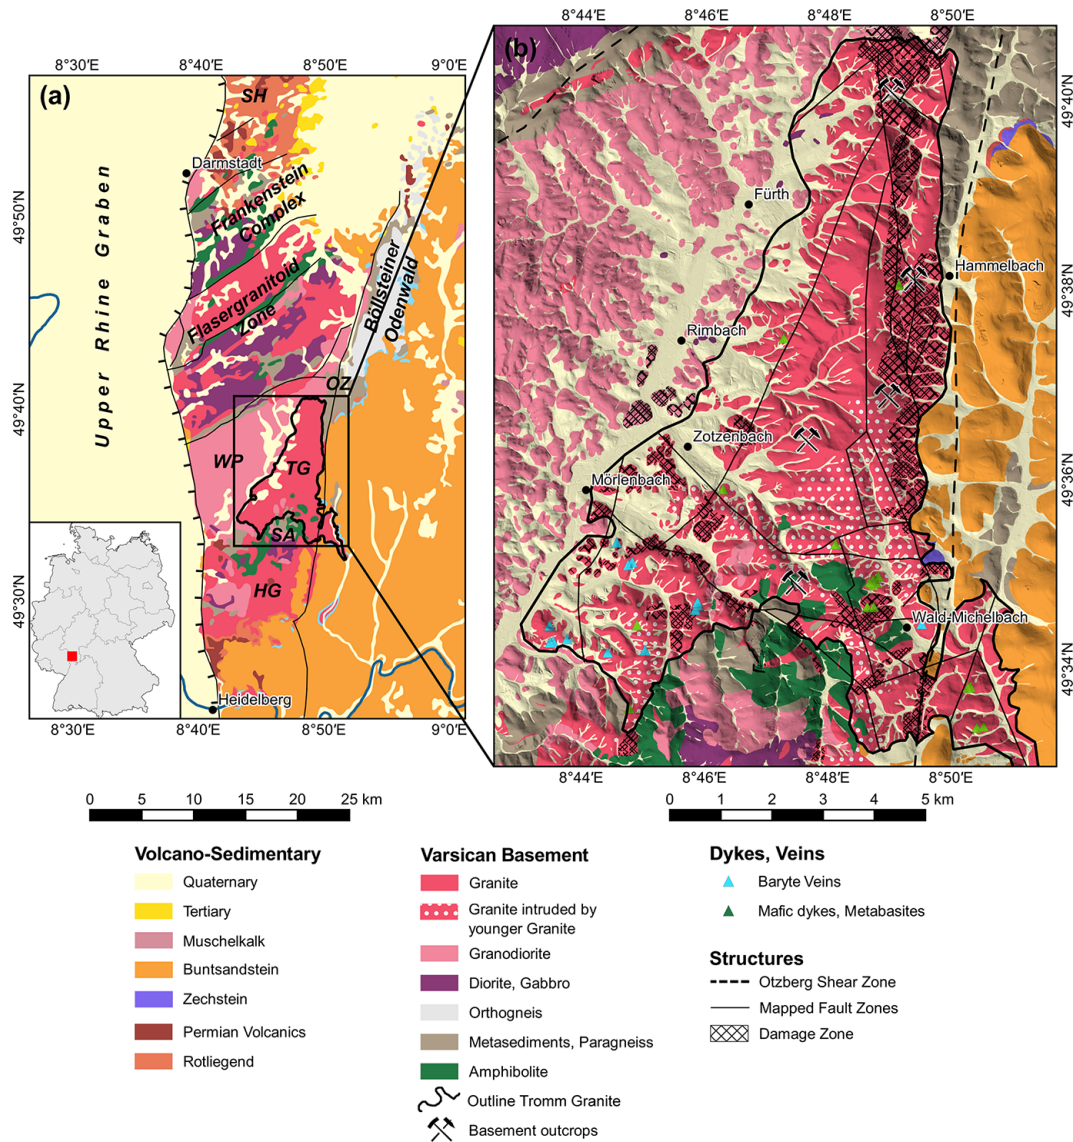 8°30'E 8°40'E 8°50'E 9°0'E
(a)
SH
Darmstadt
Frankenstein
Complex
Flasergranitoid
Zone
Böllsteiner
Odenwald
Upper Rhine Graben
OZ
WP
TG
SA
HG
Heidelberg
49°50'N
49°40'N
49°30'N
8°30'E 8°40'E 8°50'E 9°0'E
8°44'E 8°46'E 8°48'E 8°50'E
(b)
Fürth
Hammelbach
Rimbach
Zotzenbach
Mörlenbach
Wald-Michelbach
49°40'N
49°38'N
49°36'N
49°34'N
8°44'E 8°46'E 8°48'E 8°50'E
0 5 10 15 20 25 km
0 1 2 3 4 5 km
Volcano-Sedimentary
Quaternary
Tertiary
Muschelkalk
Buntsandstein
Zechstein
Permian Volcanics
Rotliegend
Varsican Basement
Granite
Granite intruded by
younger Granite
Granodiorite
Diorite, Gabbro
Orthogneis
Metasediments, Paragneiss
Amphibolite
Outline Tromm Granite
Basement outcrops
Dykes, Veins
Baryte Veins
Mafic dykes, Metabasites
Structures
Otzberg Shear Zone
Mapped Fault Zones
Damage Zone